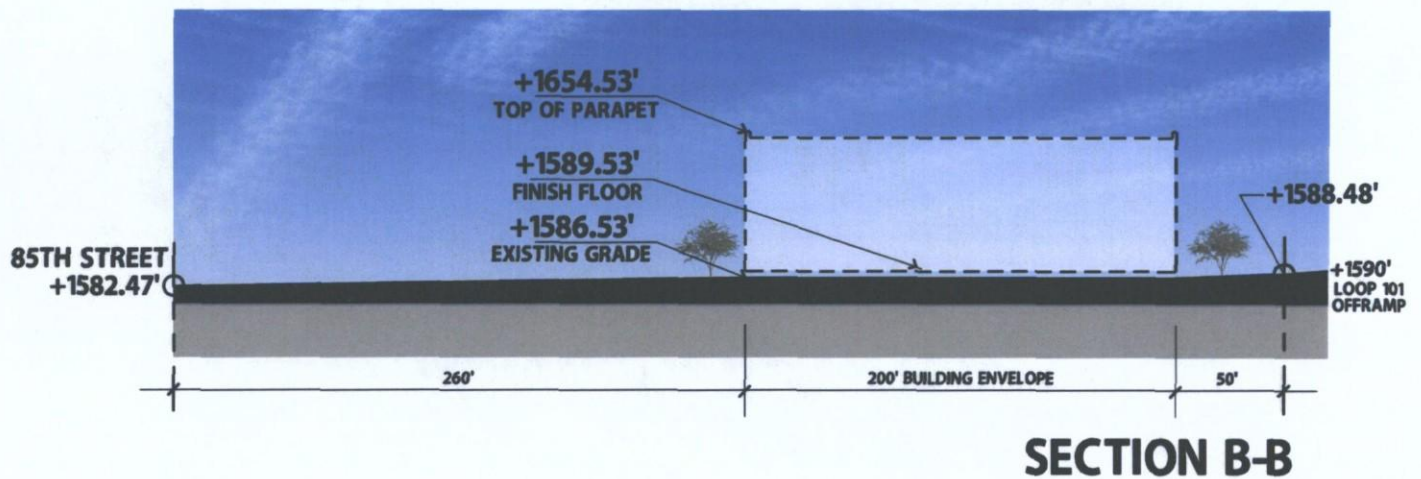 +1654.53'
TOP OF PARAPET
+1589.53'
FINISH FLOOR
+1586.53'
EXISTING GRADE
85TH STREET
+1582.47'
+1588.48'
+1590'
LOOP 101
OFFRAMP
260'
200' BUILDING ENVELOPE
50'
SECTION B-B